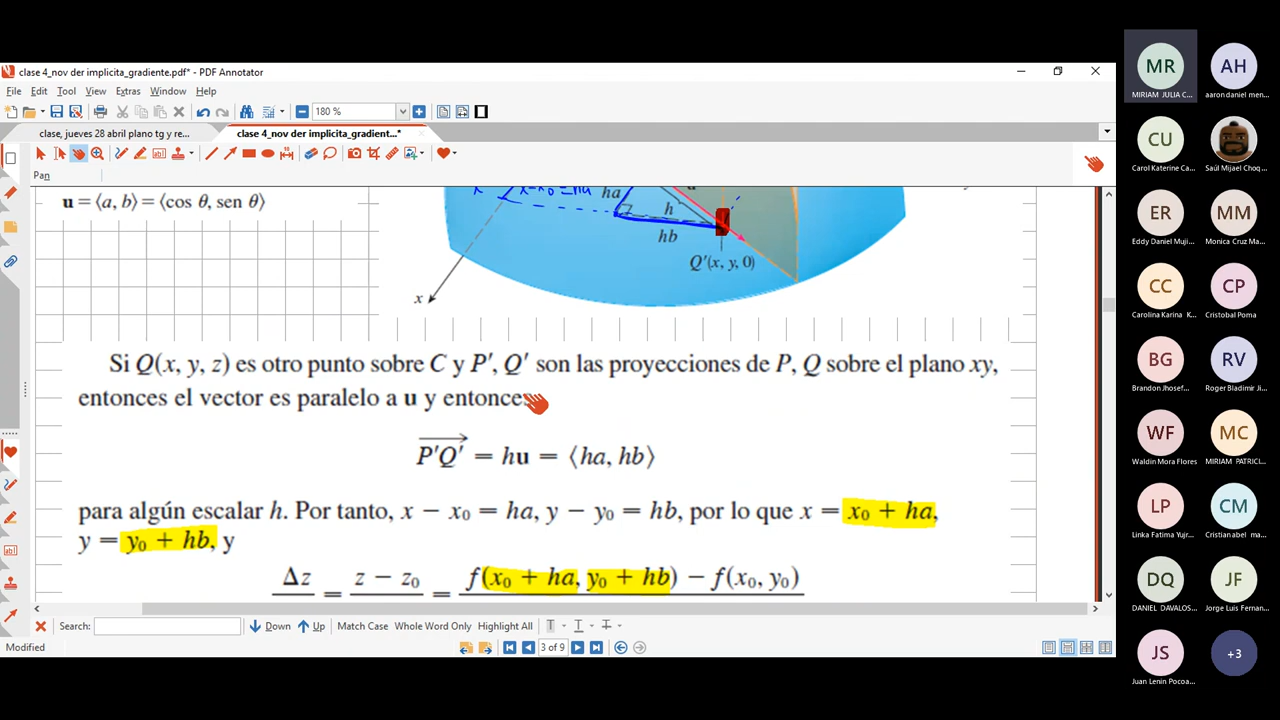 clase 4_nov der implicita_gradiente.pdf* - PDF Annotator
File Edit Tool View Extras Window Help
180 %
clase, jueves 28 abril plano tg y re...
clase 4_nov der implicita_gradient...*
Pan
u = ⟨a, b⟩ = ⟨cos θ, sen θ⟩
x
x-x₀ = ha
ha
h
hb
Q'(x, y, 0)
x
Si Q(x, y, z) es otro punto sobre C y P', Q' son las proyecciones de P, Q sobre el plano xy,
entonces el vector es paralelo a u y entonces
P'Q' = hu = ⟨ha, hb⟩
para algún escalar h. Por tanto, x − x₀ = ha, y − y₀ = hb, por lo que x = x₀ + ha,
y = y₀ + hb, y
Δz = z − z₀ = f(x₀ + ha, y₀ + hb) − f(x₀, y₀)
Search: Down Up Match Case Whole Word Only Highlight All
Modified
3 of 9
MR
MIRIAM JULIA C...
AH
aaron daniel men...
CU
Carol Katerine Ca...
Saúl Mijael Choq...
ER
Eddy Daniel Muji...
MM
Monica Cruz Ma...
CC
Carolina Karina K...
CP
Cristobal Poma
BG
Brandon Jhosef...
RV
Roger Bladimir Ji...
WF
Waldin Mora Flores
MC
MIRIAM PATRICI...
LP
Linka Fatima Yujr...
CM
Cristian abel ma...
DQ
DANIEL DAVALOS...
JF
Jorge Luis Fernan...
JS
Juan Lenin Pocoa...
+3